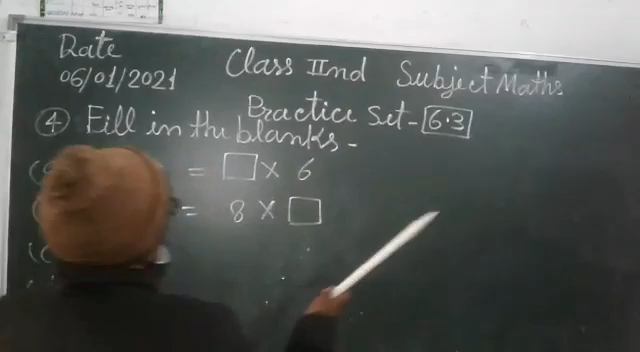 Date
06/01/2021
Class IInd Subject Maths
Practice Set-6.3
④ Fill in the blanks-
= □ × 6
= 8 × □